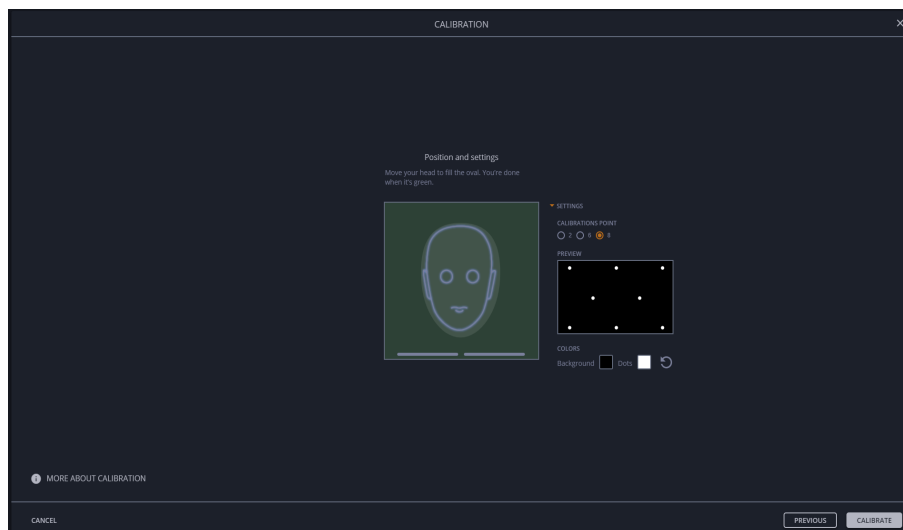 CALIBRATION
Position and settings
Move your head to fill the oval. You're done
when it's green.
SETTINGS
CALIBRATIONS POINT
2 6 8
PREVIEW
COLORS
Background Dots
i MORE ABOUT CALIBRATION
CANCEL PREVIOUS CALIBRATE